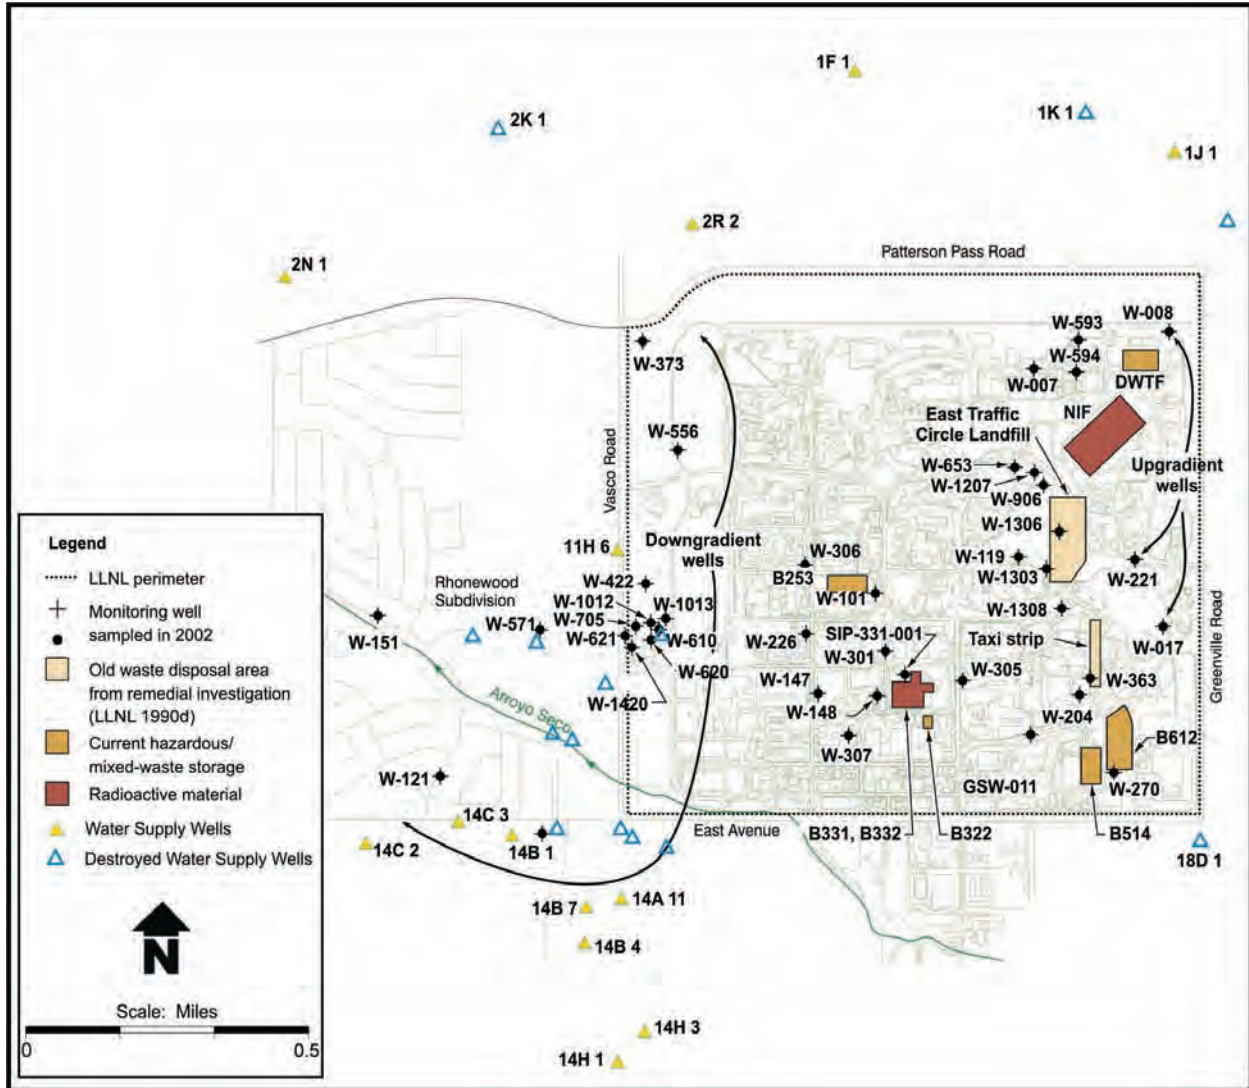 1F 1
2K 1
1K 1
1J 1
2R 2
Patterson Pass Road
2N 1
W-593
W-008
W-594
W-373
W-007
DWTF
East Traffic
Circle Landfill
NIF
W-556
Vasco Road
W-653
W-1207
W-906
Upgradient
wells
W-1306
Legend
LLNL perimeter
Monitoring well
sampled in 2002
Old waste disposal area
from remedial investigation
(LLNL 1990d)
Current hazardous/
mixed-waste storage
Radioactive material
Water Supply Wells
Destroyed Water Supply Wells
N
Scale: Miles
0
0.5
11H 6
Downgradient
wells
W-306
B253
W-101
W-119
W-1303
W-221
Rhonewood
Subdivision
W-422
W-1012
W-1013
W-705
W-571
W-621
W-610
W-620
W-1420
W-151
W-1308
SIP-331-001
Taxi strip
W-226
W-301
W-017
Greenville Road
W-147
W-148
W-305
W-363
W-204
Arroyo Seco
W-307
B612
W-121
GSW-011
W-270
14C 3
East Avenue
B331, B332
B322
B514
14C 2
14B 1
18D 1
14B 7
14A 11
14B 4
14H 3
14H 1